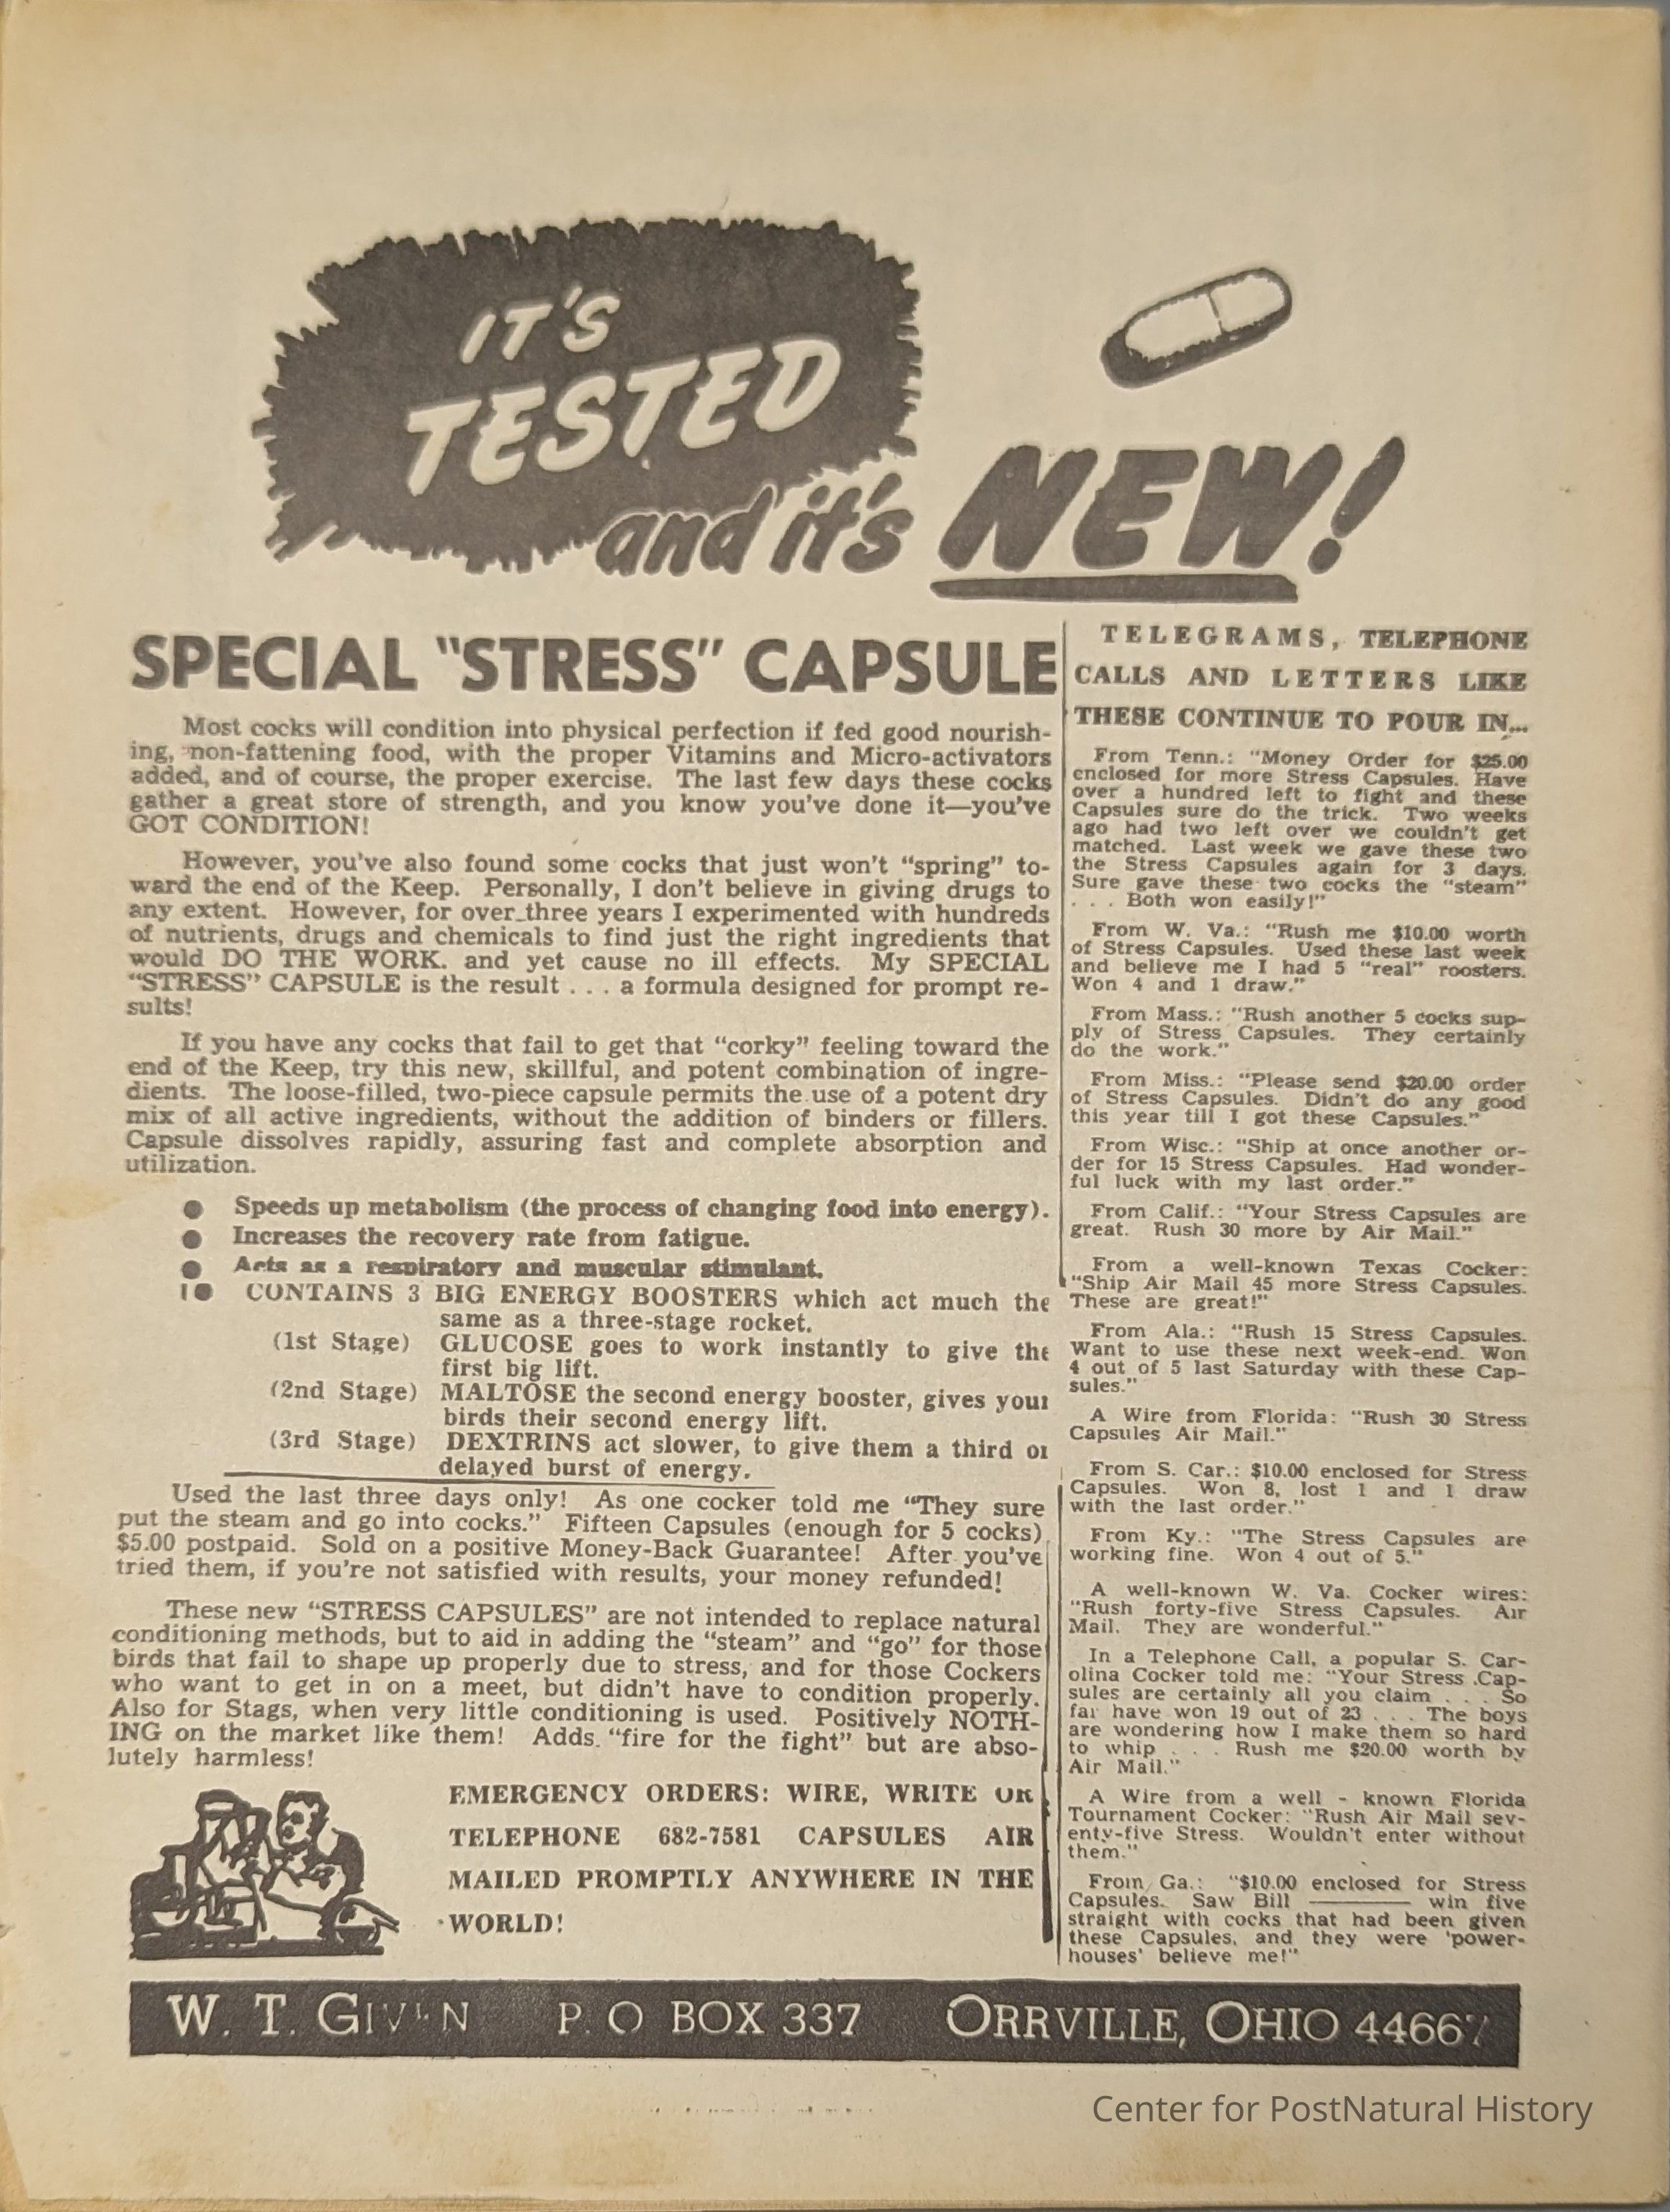 IT'S
TESTED
and it's NEW!
SPECIAL "STRESS" CAPSULE
Most cocks will condition into physical perfection if fed good nourish-
ing, non-fattening food, with the proper Vitamins and Micro-activators
added, and of course, the proper exercise. The last few days these cocks
gather a great store of strength, and you know you've done it—you've
GOT CONDITION!
However, you've also found some cocks that just won't "spring" to-
ward the end of the Keep. Personally, I don't believe in giving drugs to
any extent. However, for over three years I experimented with hundreds
of nutrients, drugs and chemicals to find just the right ingredients that
would DO THE WORK. and yet cause no ill effects. My SPECIAL
"STRESS" CAPSULE is the result . . . a formula designed for prompt re-
sults!
If you have any cocks that fail to get that "corky" feeling toward the
end of the Keep, try this new, skillful, and potent combination of ingre-
dients. The loose-filled, two-piece capsule permits the use of a potent dry
mix of all active ingredients, without the addition of binders or fillers.
Capsule dissolves rapidly, assuring fast and complete absorption and
utilization.
● Speeds up metabolism (the process of changing food into energy).
● Increases the recovery rate from fatigue.
● Acts as a respiratory and muscular stimulant.
● CONTAINS 3 BIG ENERGY BOOSTERS which act much the
same as a three-stage rocket.
(1st Stage) GLUCOSE goes to work instantly to give the
first big lift.
(2nd Stage) MALTOSE the second energy booster, gives your
birds their second energy lift.
(3rd Stage) DEXTRINS act slower, to give them a third or
delayed burst of energy.
Used the last three days only! As one cocker told me "They sure
put the steam and go into cocks." Fifteen Capsules (enough for 5 cocks)
$5.00 postpaid. Sold on a positive Money-Back Guarantee! After you've
tried them, if you're not satisfied with results, your money refunded!
These new "STRESS CAPSULES" are not intended to replace natural
conditioning methods, but to aid in adding the "steam" and "go" for those
birds that fail to shape up properly due to stress, and for those Cockers
who want to get in on a meet, but didn't have to condition properly.
Also for Stags, when very little conditioning is used. Positively NOTH-
ING on the market like them! Adds "fire for the fight" but are abso-
lutely harmless!
EMERGENCY ORDERS: WIRE, WRITE OR
TELEPHONE 682-7581 CAPSULES AIR
MAILED PROMPTLY ANYWHERE IN THE
WORLD!
TELEGRAMS, TELEPHONE
CALLS AND LETTERS LIKE
THESE CONTINUE TO POUR IN...
From Tenn.: "Money Order for $25.00
enclosed for more Stress Capsules. Have
over a hundred left to fight and these
Capsules sure do the trick. Two weeks
ago had two left over we couldn't get
matched. Last week we gave these two
the Stress Capsules again for 3 days.
Sure gave these two cocks the "steam"
. . . Both won easily!"
From W. Va.: "Rush me $10.00 worth
of Stress Capsules. Used these last week
and believe me I had 5 "real" roosters.
Won 4 and 1 draw."
From Mass.: "Rush another 5 cocks sup-
ply of Stress Capsules. They certainly
do the work."
From Miss.: "Please send $20.00 order
of Stress Capsules. Didn't do any good
this year till I got these Capsules."
From Wisc.: "Ship at once another or-
der for 15 Stress Capsules. Had wonder-
ful luck with my last order."
From Calif.: "Your Stress Capsules are
great. Rush 30 more by Air Mail."
From a well-known Texas Cocker:
"Ship Air Mail 45 more Stress Capsules.
These are great!"
From Ala.: "Rush 15 Stress Capsules.
Want to use these next week-end. Won
4 out of 5 last Saturday with these Cap-
sules."
A Wire from Florida: "Rush 30 Stress
Capsules Air Mail."
From S. Car.: $10.00 enclosed for Stress
Capsules. Won 8, lost 1 and 1 draw
with the last order."
From Ky.: "The Stress Capsules are
working fine. Won 4 out of 5."
A well-known W. Va. Cocker wires:
"Rush forty-five Stress Capsules. Air
Mail. They are wonderful."
In a Telephone Call, a popular S. Car-
olina Cocker told me: "Your Stress Cap-
sules are certainly all you claim . . . So
far have won 19 out of 23 . . . The boys
are wondering how I make them so hard
to whip . . . Rush me $20.00 worth by
Air Mail."
A Wire from a well - known Florida
Tournament Cocker: "Rush Air Mail sev-
enty-five Stress. Wouldn't enter without
them."
From Ga.: "$10.00 enclosed for Stress
Capsules. Saw Bill ———— win five
straight with cocks that had been given
these Capsules, and they were 'power-
houses' believe me!"
W. T. GIVEN P. O BOX 337 ORRVILLE, OHIO 44667
Center for PostNatural History